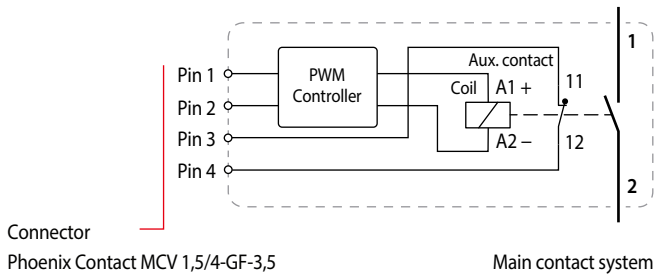 1
Aux. contact
Pin 1
PWM
Controller
Coil
A1 +
11
Pin 2
Pin 3
A2 –
12
Pin 4
2
Connector
Phoenix Contact MCV 1,5/4-GF-3,5
Main contact system